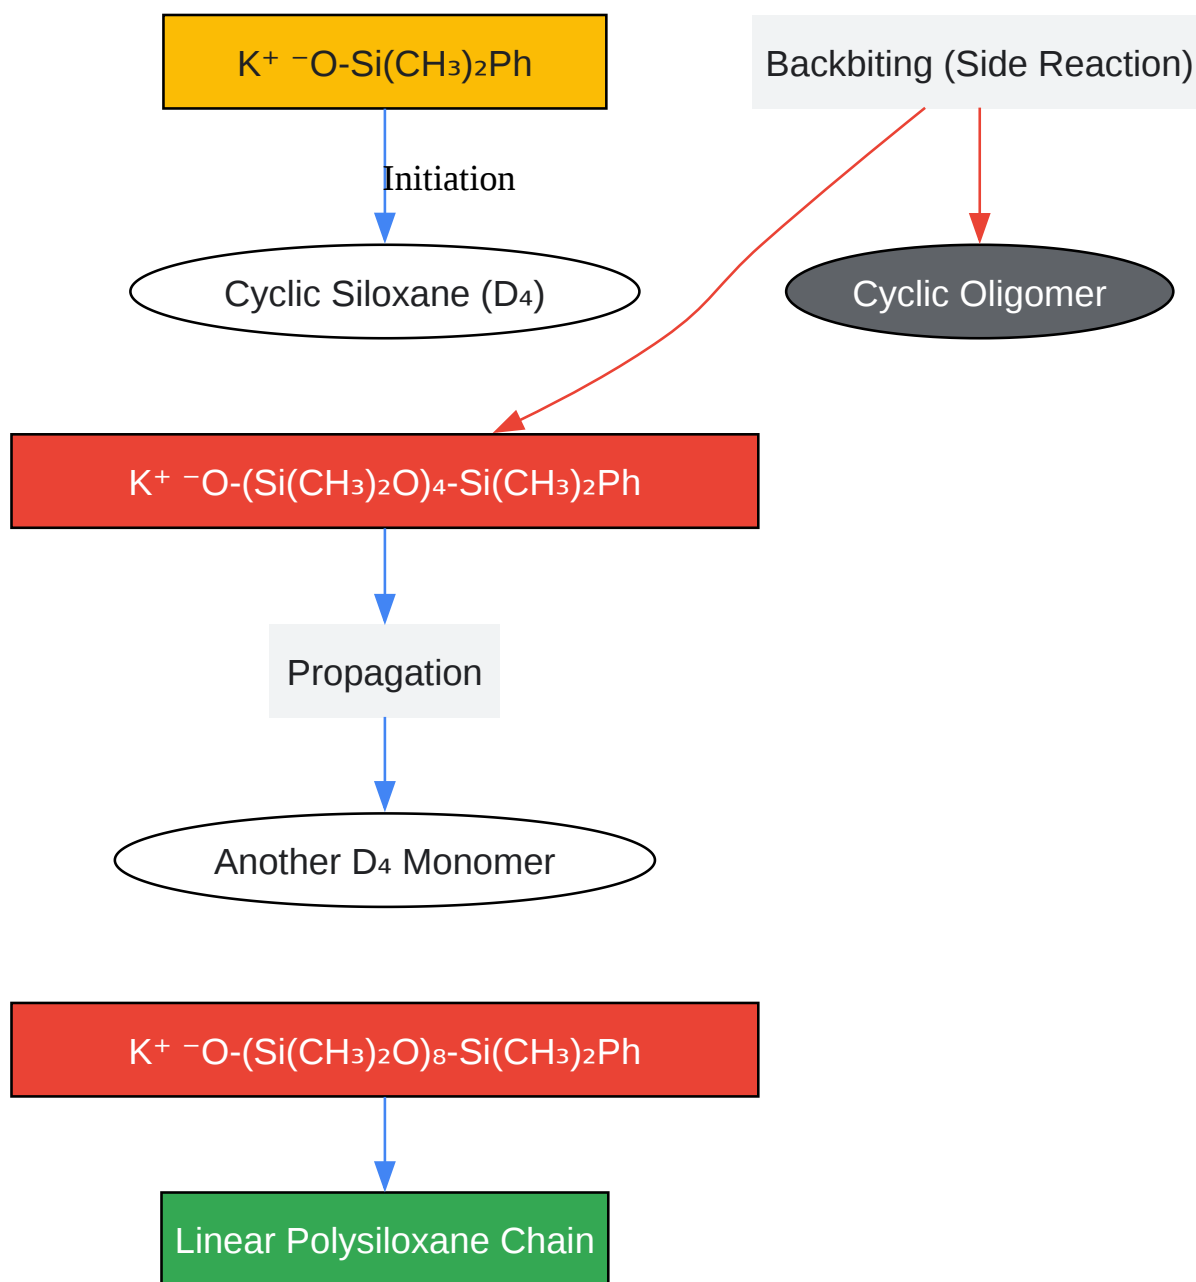 K⁺ ⁻O-Si(CH₃)₂Ph
Backbiting (Side Reaction)
Initiation
Cyclic Siloxane (D₄)
Cyclic Oligomer
K⁺ ⁻O-(Si(CH₃)₂O)₄-Si(CH₃)₂Ph
Propagation
Another D₄ Monomer
K⁺ ⁻O-(Si(CH₃)₂O)₈-Si(CH₃)₂Ph
Linear Polysiloxane Chain